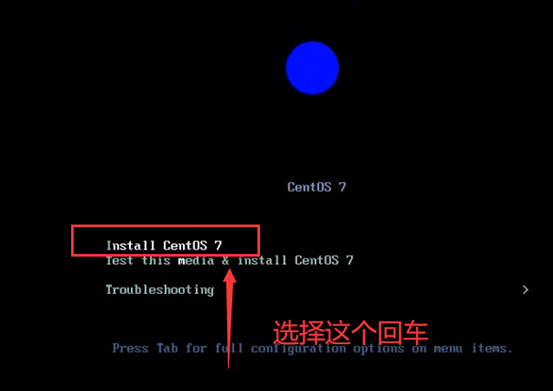 CentOS 7
Install CentOS 7
Test this media & install CentOS 7
Troubleshooting
选择这个回车
Press Tab for full configuration options on menu items.